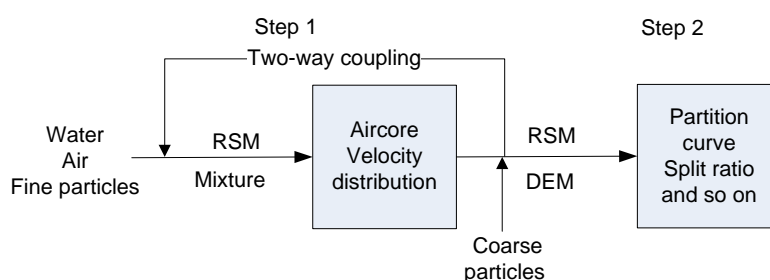 Step 1
Step 2
Two-way coupling
Water
Air
Fine particles
RSM
Mixture
Aircore
Velocity
distribution
RSM
DEM
Coarse
particles
Partition
curve
Split ratio
and so on